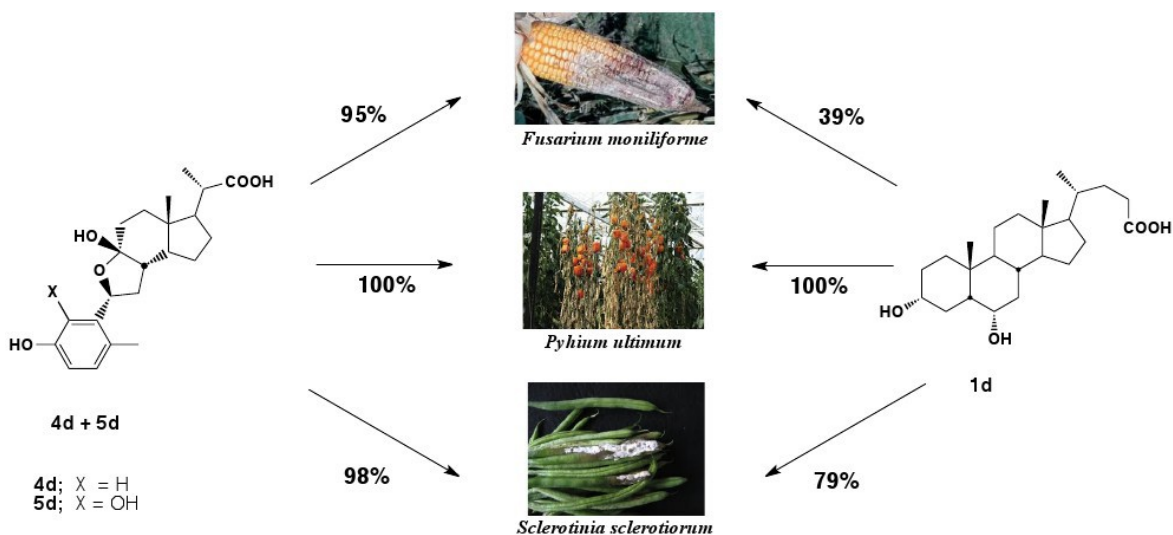 95%
39%
Fusarium moniliforme
COOH
HO
O
X
HO
100%
100%
COOH
HO
OH
Pyhium ultimum
4d + 5d
1d
4d; X = H
5d; X = OH
98%
79%
Sclerotinia sclerotiorum